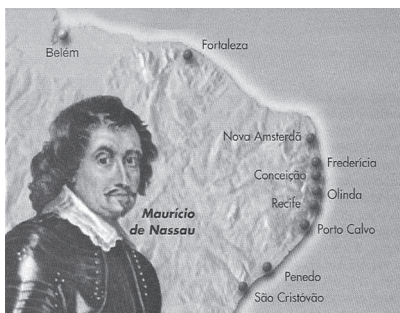 Belém
Fortaleza
Nova Amsterdã
Frederícia
Conceição
Olinda
Recife
Maurício
de Nassau
Porto Calvo
Penedo
São Cristóvão